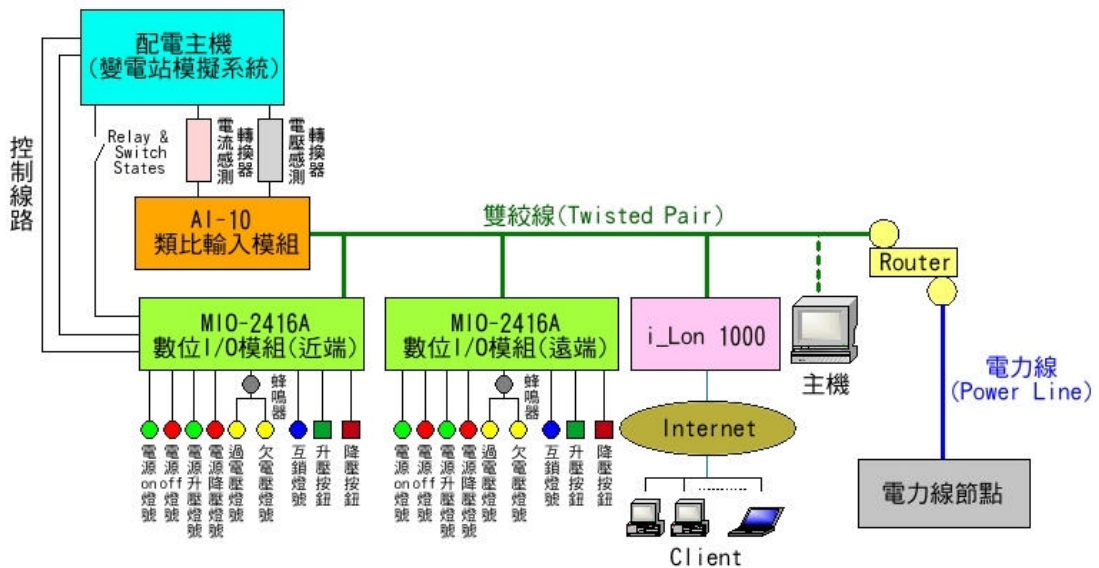 配電主機
(變電站模擬系統)
控制線路
Relay &
Switch
States
電流感測
轉換器
電壓感測
轉換器
AI-10
類比輸入模組
雙絞線(Twisted Pair)
Router
MIO-2416A
數位I/O模組(近端)
MIO-2416A
數位I/O模組(遠端)
i_Lon 1000
主機
電力線
(Power Line)
蜂鳴器
電源on燈號
電源off燈號
電源升壓燈號
電源降壓燈號
過電壓燈號
欠電壓燈號
互鎖燈號
升壓按鈕
降壓按鈕
蜂鳴器
電源on燈號
電源off燈號
電源升壓燈號
電源降壓燈號
過電壓燈號
欠電壓燈號
互鎖燈號
升壓按鈕
降壓按鈕
Internet
Client
電力線節點